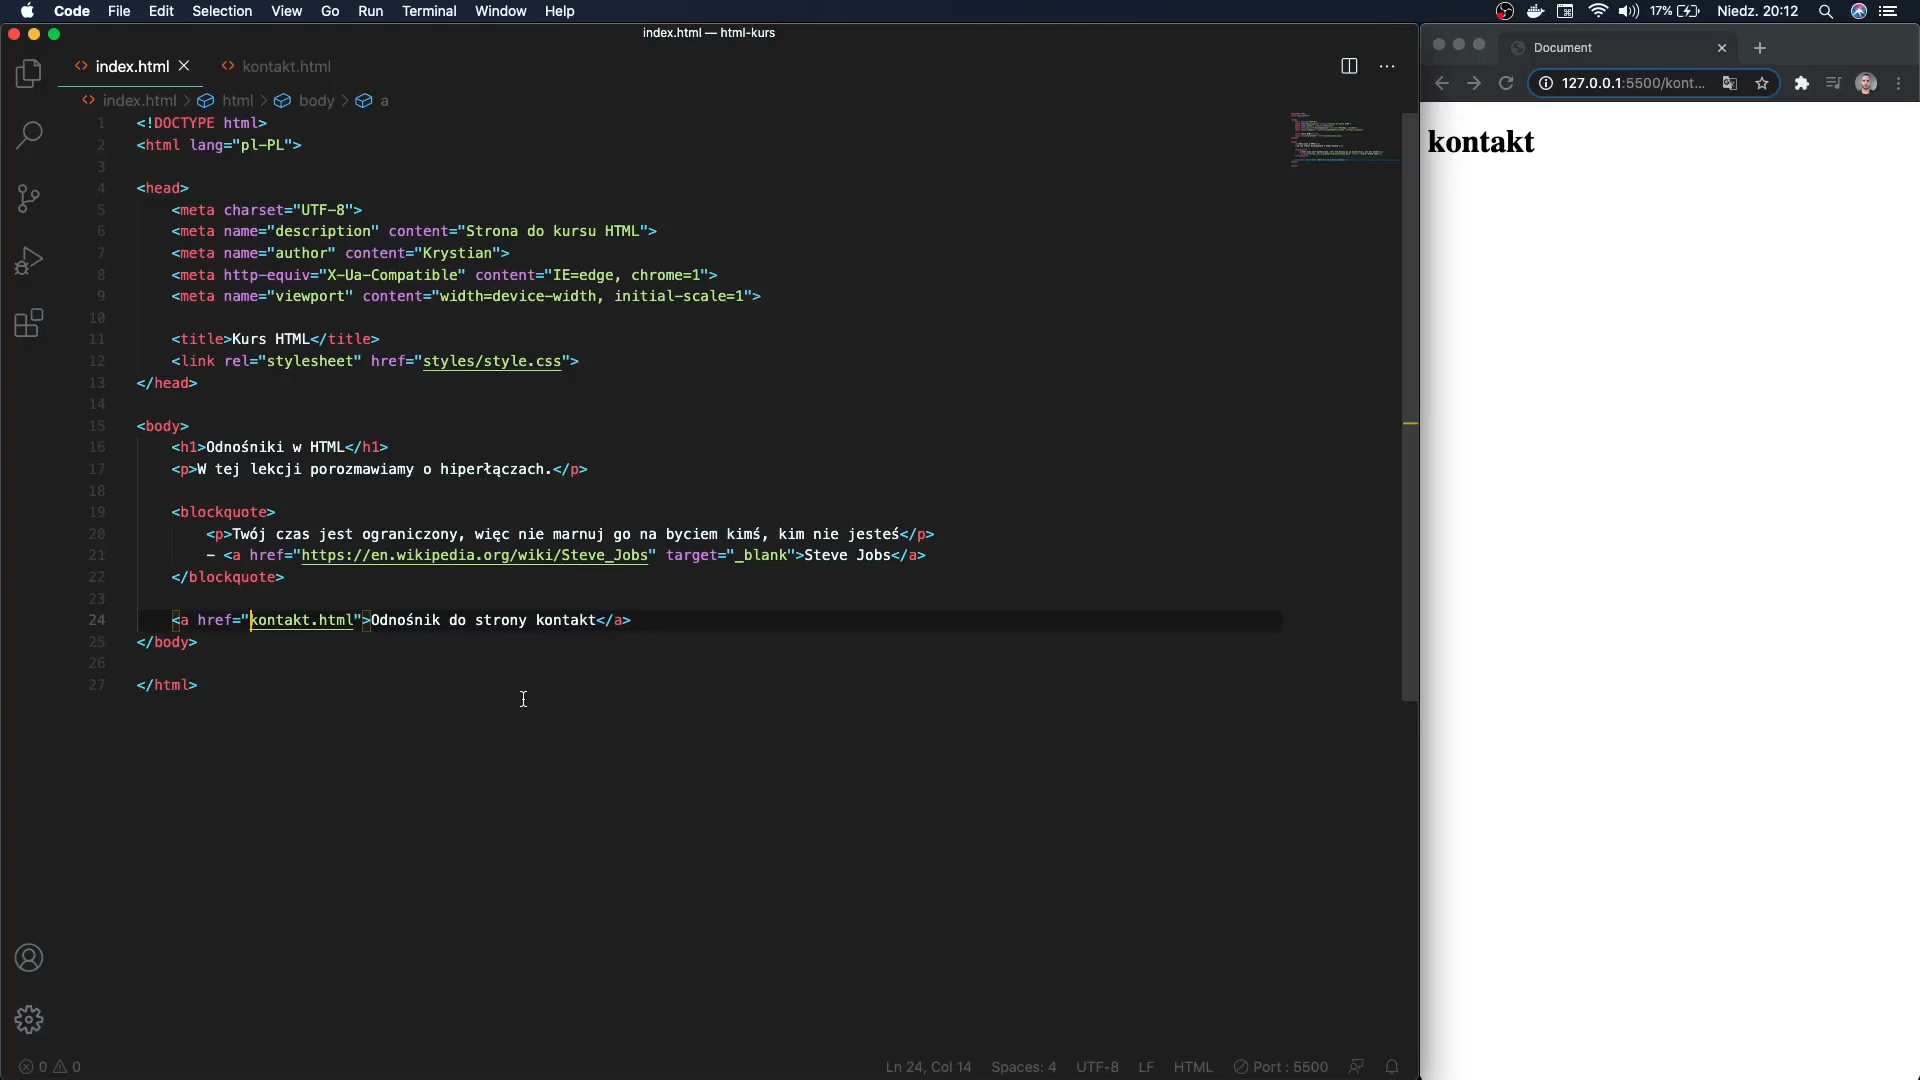 Code File Edit Selection View Go Run Terminal Window Help
17% Niedz. 20:12
index.html — html-kurs
index.html kontakt.html
index.html > html > body > a
1 <!DOCTYPE html>
2 <html lang="pl-PL">
3
4 <head>
5 <meta charset="UTF-8">
6 <meta name="description" content="Strona do kursu HTML">
7 <meta name="author" content="Krystian">
8 <meta http-equiv="X-Ua-Compatible" content="IE=edge, chrome=1">
9 <meta name="viewport" content="width=device-width, initial-scale=1">
10
11 <title>Kurs HTML</title>
12 <link rel="stylesheet" href="styles/style.css">
13 </head>
14
15 <body>
16 <h1>Odnośniki w HTML</h1>
17 <p>W tej lekcji porozmawiamy o hiperłączach.</p>
18
19 <blockquote>
20 <p>Twój czas jest ograniczony, więc nie marnuj go na byciem kimś, kim nie jesteś</p>
21 – <a href="https://en.wikipedia.org/wiki/Steve_Jobs" target="_blank">Steve Jobs</a>
22 </blockquote>
23
24 <a href="kontakt.html">Odnośnik do strony kontakt</a>
25 </body>
26
27 </html>
0 0
Ln 24, Col 14 Spaces: 4 UTF-8 LF HTML Port : 5500
Document
127.0.0.1:5500/kont...
kontakt